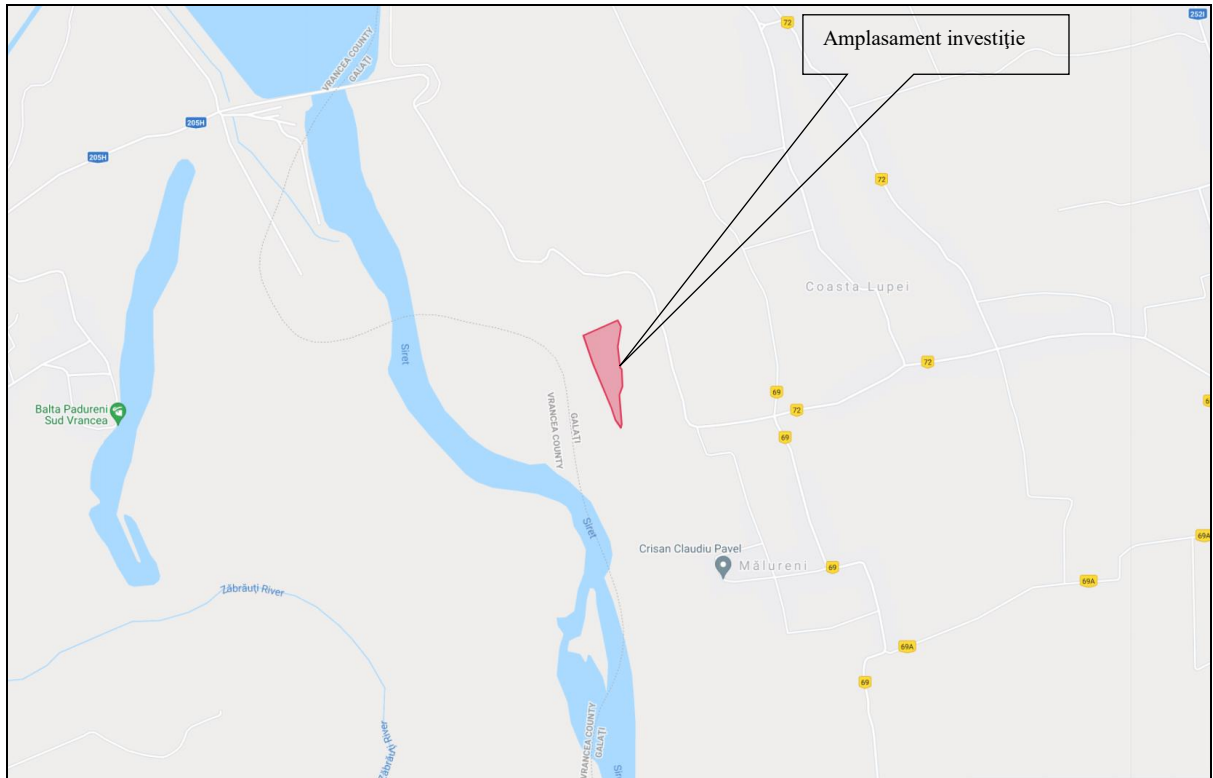 252I
72
Amplasament investiţie
VRANCEA COUNTY
GALAȚI
205H
205H
72
Coasta Lupei
Siret
72
69
72
69
Balta Padureni
Sud Vrancea
VRANCEA COUNTY
GALAȚI
Siret
69A
Crisan Claudiu Pavel
Mălureni
69
69A
Zăbrăuți River
69A
69
Zăbrăuți River
VRANCEA COUNTY
GALAȚI